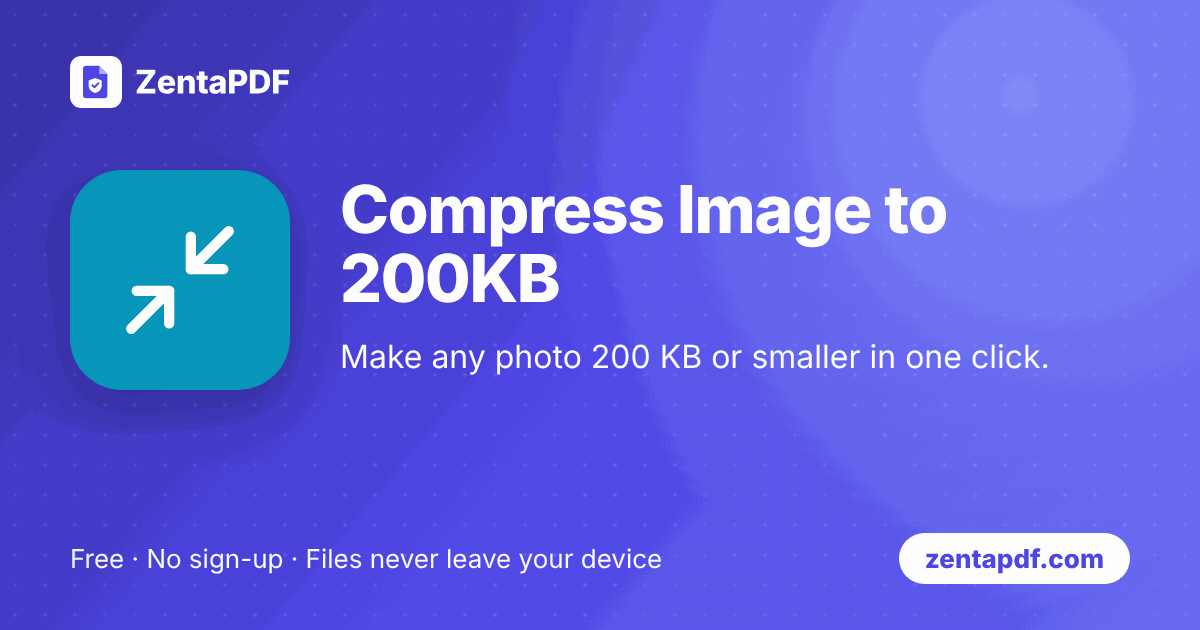 ZentaPDF
Compress Image to
200KB
Make any photo 200 KB or smaller in one click.
Free · No sign-up · Files never leave your device
zentapdf.com